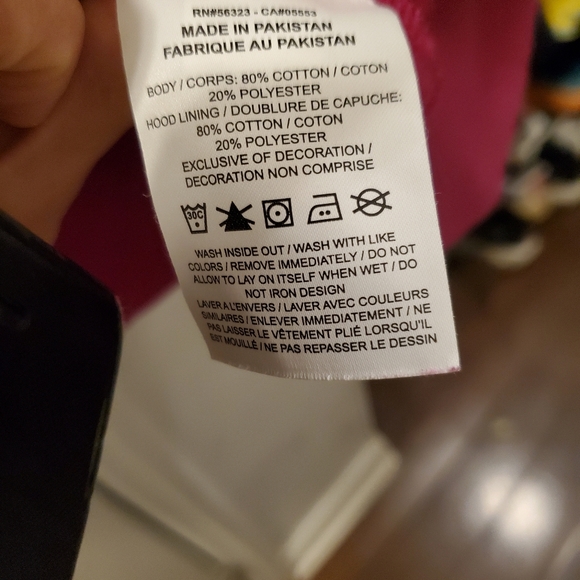 RN#56323 - CA#05553
MADE IN PAKISTAN
FABRIQUE AU PAKISTAN
BODY / CORPS: 80% COTTON / COTON
20% POLYESTER
HOOD LINING / DOUBLURE DE CAPUCHE:
80% COTTON / COTON
20% POLYESTER
EXCLUSIVE OF DECORATION /
DECORATION NON COMPRISE
30C
WASH INSIDE OUT / WASH WITH LIKE
COLORS / REMOVE IMMEDIATELY / DO NOT
ALLOW TO LAY ON ITSELF WHEN WET / DO
NOT IRON DESIGN
LAVER A L'ENVERS / LAVER AVEC COULEURS
SIMILAIRES / ENLEVER IMMEDIATEMENT / NE
PAS LAISSER LE VÊTEMENT PLIÉ LORSQU'IL
EST MOUILLÉ / NE PAS REPASSER LE DESSIN